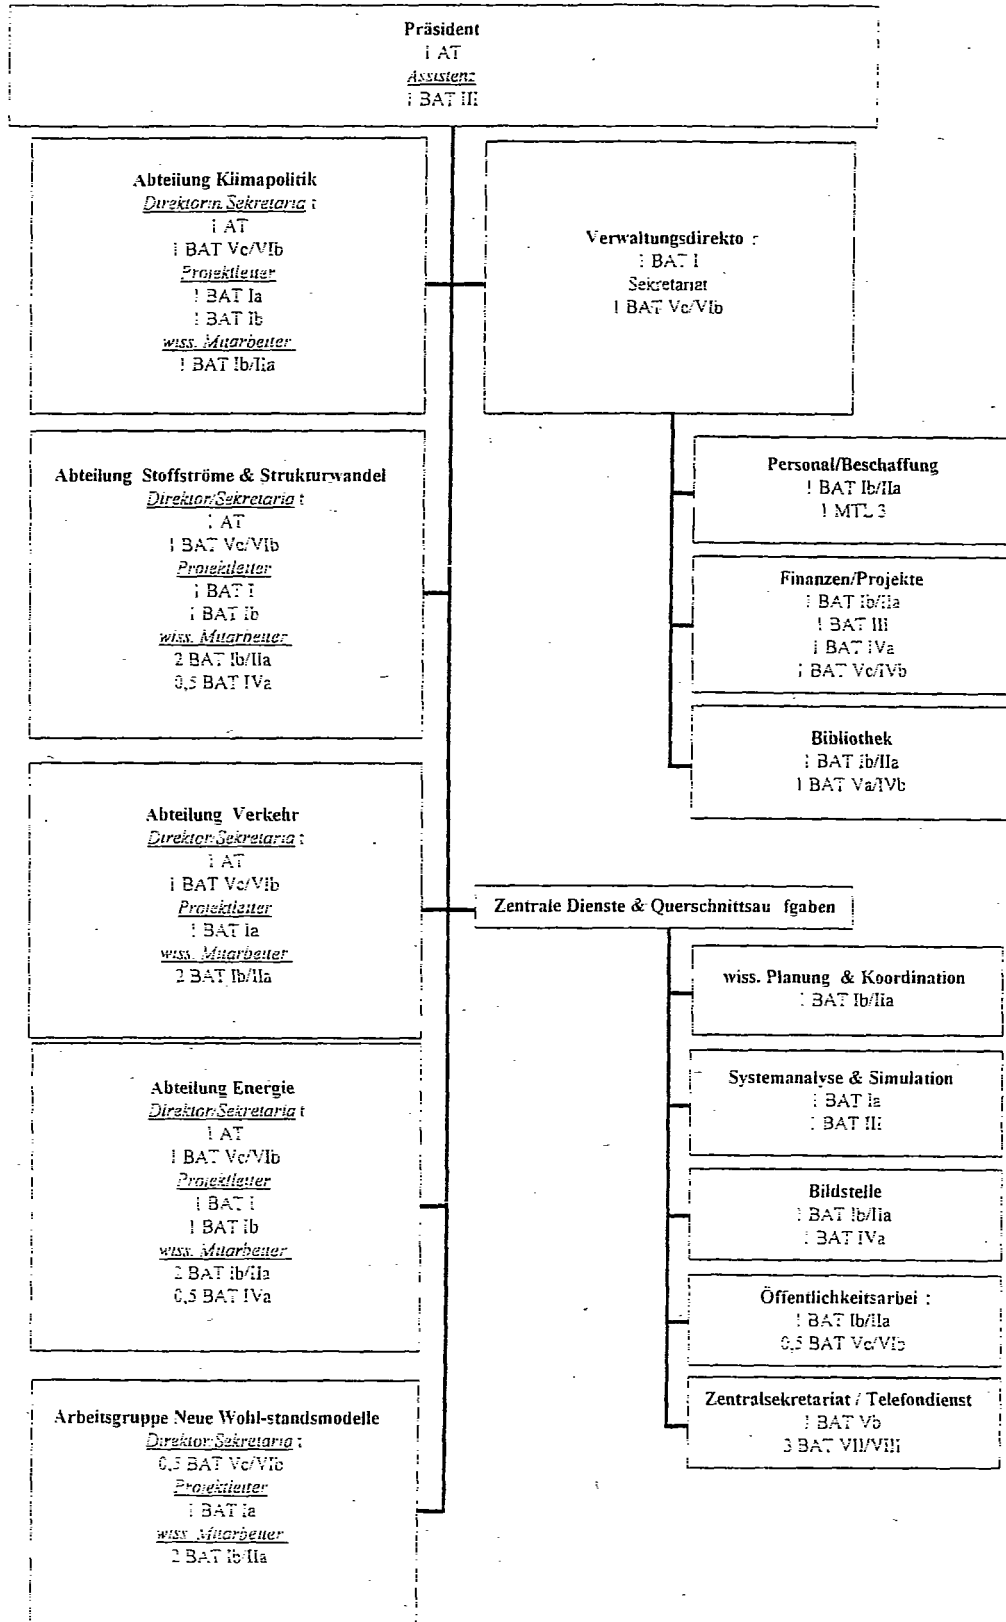 Präsident
1 AT
Assistenz
1 BAT III
Abteilung Klimapolitik
Direktorin Sekretaria t
1 AT
1 BAT Vc/VIb
Projektleiter
1 BAT Ia
1 BAT Ib
wiss. Mitarbeiter
1 BAT Ib/IIa
Verwaltungsdirekto r
1 BAT I
Sekretariat
1 BAT Vc/VIb
Abteilung Stoffströme & Strukturwandel
Direktor/Sekretaria t
1 AT
1 BAT Vc/VIb
Projektleiter
1 BAT I
1 BAT Ib
wiss. Mitarbeiter
2 BAT Ib/IIa
0,5 BAT IVa
Personal/Beschaffung
1 BAT Ib/IIa
1 MTL 3
Finanzen/Projekte
1 BAT Ib/IIa
1 BAT III
1 BAT IVa
1 BAT Vc/IVb
Bibliothek
1 BAT Ib/IIa
1 BAT Va/IVb
Abteilung Verkehr
Direktor/Sekretaria t
1 AT
1 BAT Vc/VIb
Projektleiter
1 BAT Ia
wiss. Mitarbeiter
2 BAT Ib/IIa
Zentrale Dienste & Querschnittsau fgaben
wiss. Planung & Koordination
1 BAT Ib/IIa
Systemanalyse & Simulation
1 BAT Ia
1 BAT III
Bildstelle
1 BAT Ib/IIa
1 BAT IVa
Öffentlichkeitsarbei t
1 BAT Ib/IIa
0,5 BAT Vc/VIb
Zentralsekretariat / Telefondienst
1 BAT Vb
3 BAT VII/VIII
Abteilung Energie
Direktor/Sekretaria t
1 AT
1 BAT Vc/VIb
Projektleiter
1 BAT I
1 BAT Ib
wiss. Mitarbeiter
2 BAT Ib/IIa
0,5 BAT IVa
Arbeitsgruppe Neue Wohl-standsmodelle
Direktor/Sekretaria t
0,5 BAT Vc/VIb
Projektleiter
1 BAT Ia
wiss. Mitarbeiter
2 BAT Ib/IIa